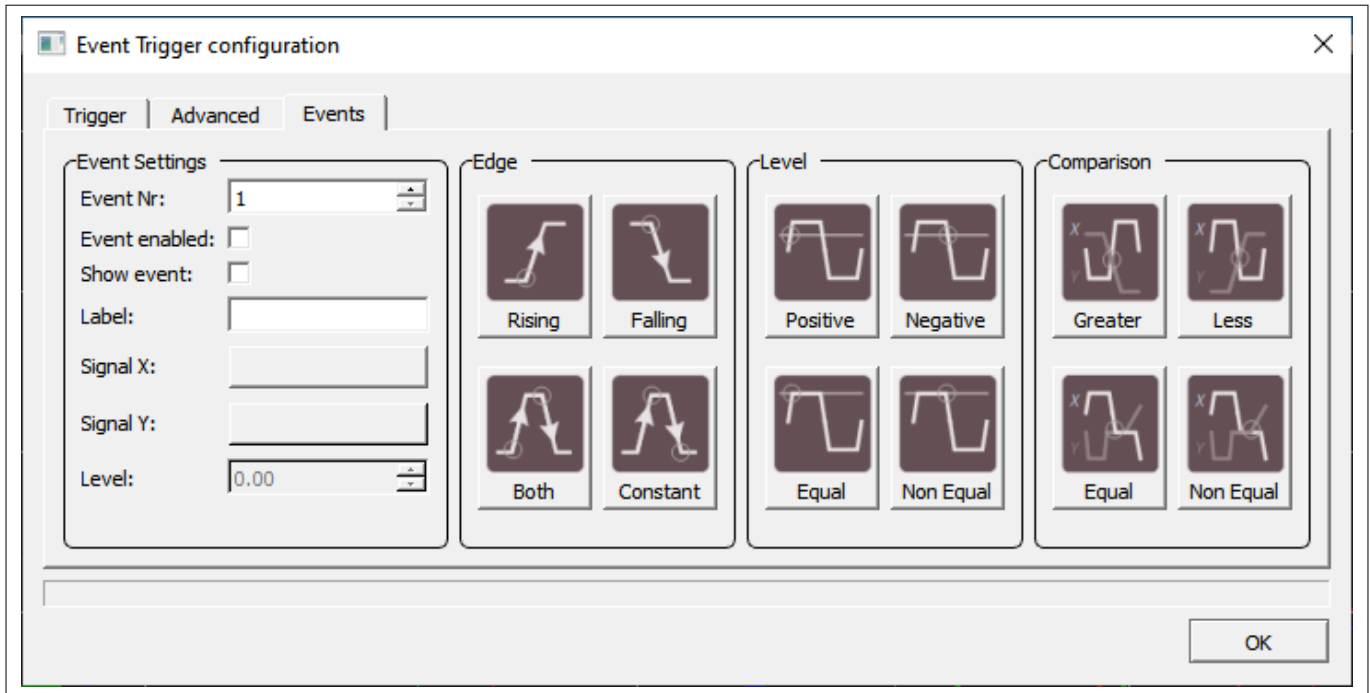 Event Trigger configuration
Trigger Advanced Events
Event Settings
Event Nr: 1
Event enabled:
Show event:
Label:
Signal X:
Signal Y:
Level: 0.00
Edge
Rising Falling
Both Constant
Level
Positive Negative
Equal Non Equal
Comparison
X X
Y Y
Greater Less
X X
Y Y
Equal Non Equal
OK